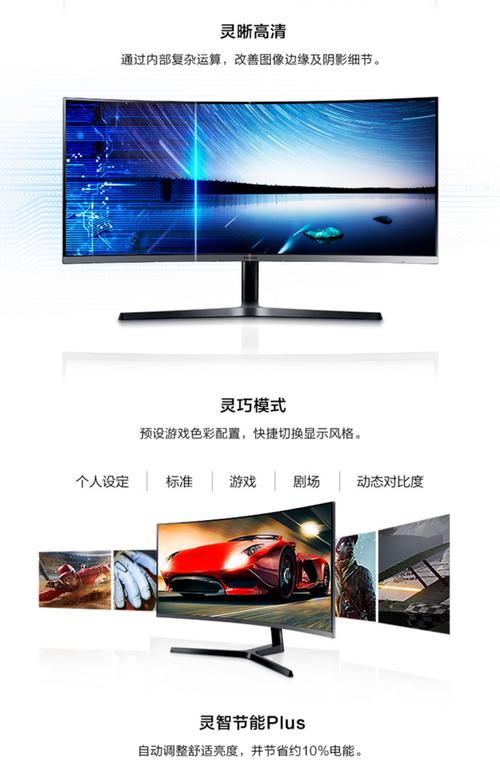 灵晰高清
通过内部复杂运算，改善图像边缘及阴影细节。
灵巧模式
预设游戏色彩配置，快捷切换显示风格。
个人设定 | 标准 | 游戏 | 剧场 | 动态对比度
灵智节能Plus
自动调整舒适亮度，并节省约10%电能。